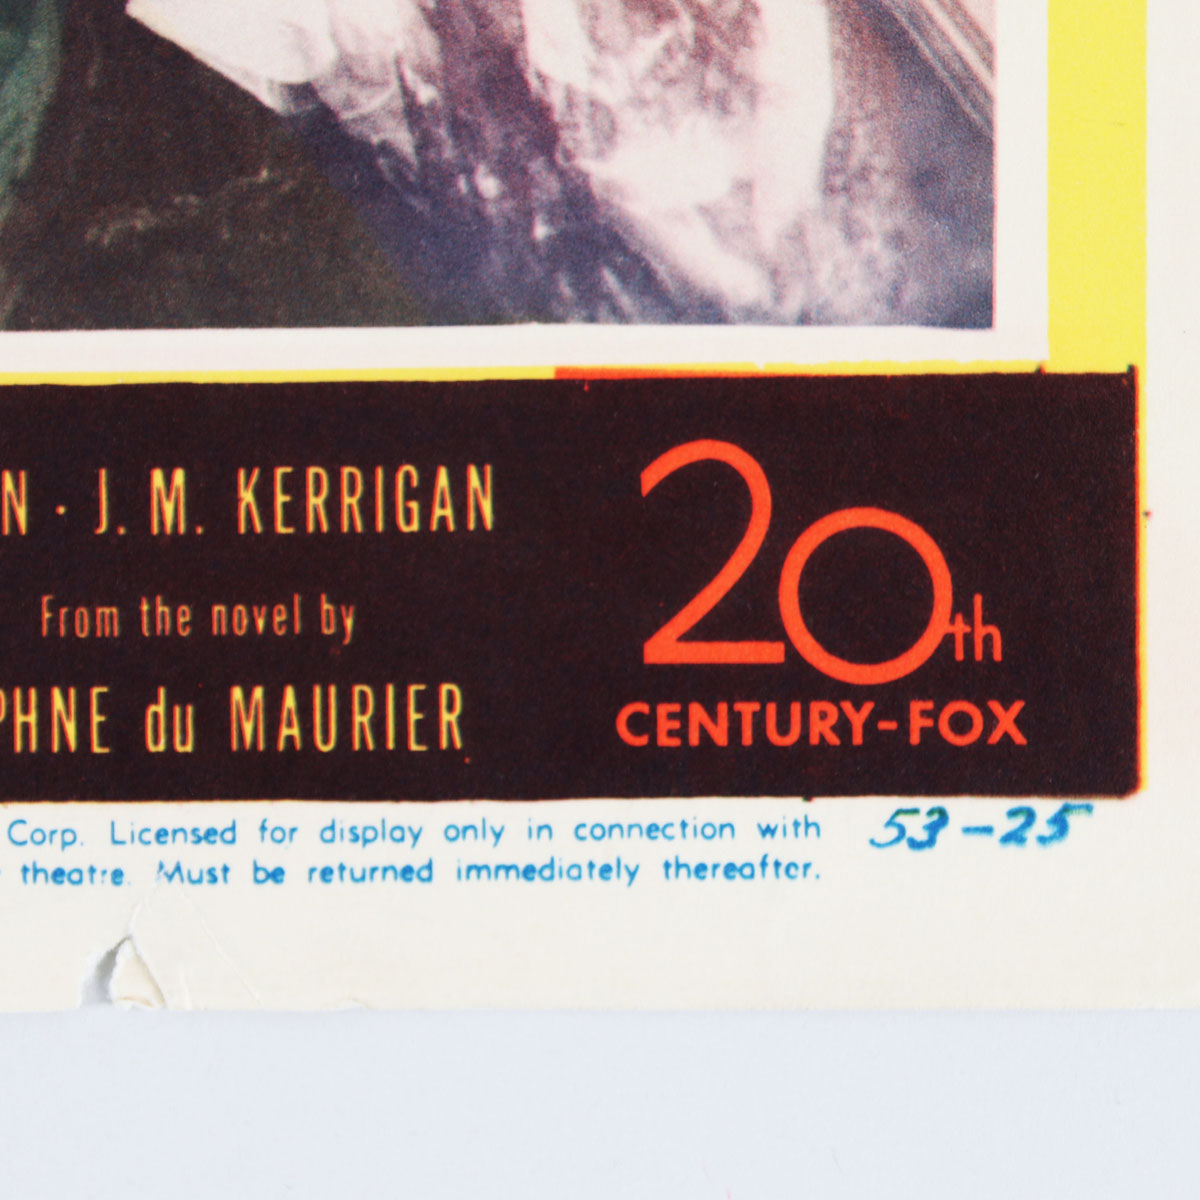 N · J. M. KERRIGAN
From the novel by
PHNE du MAURIER
20th
CENTURY-FOX
Corp. Licensed for display only in connection with
theatre. Must be returned immediately thereafter.
53-25